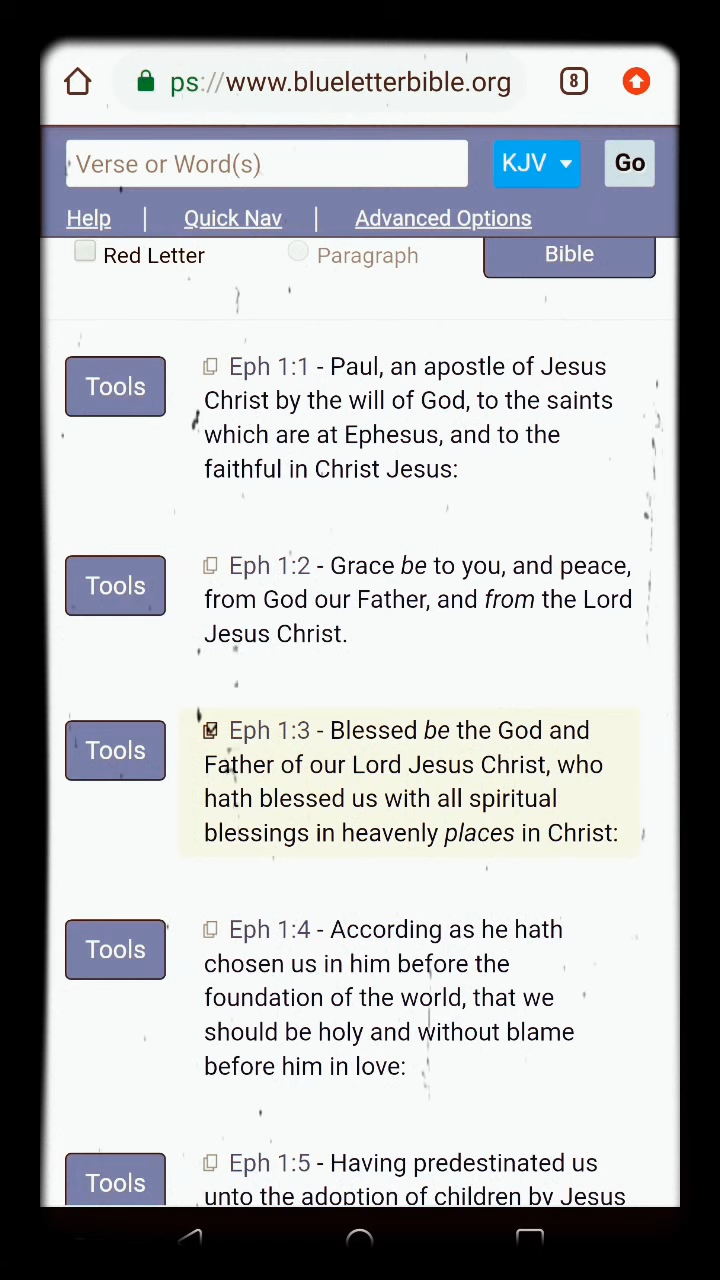 ps://www.blueletterbible.org 8
Verse or Word(s) KJV Go
Help | Quick Nav | Advanced Options
Red Letter Paragraph Bible
Tools Eph 1:1 - Paul, an apostle of Jesus
Christ by the will of God, to the saints
which are at Ephesus, and to the
faithful in Christ Jesus:
Tools Eph 1:2 - Grace be to you, and peace,
from God our Father, and from the Lord
Jesus Christ.
Tools Eph 1:3 - Blessed be the God and
Father of our Lord Jesus Christ, who
hath blessed us with all spiritual
blessings in heavenly places in Christ:
Tools Eph 1:4 - According as he hath
chosen us in him before the
foundation of the world, that we
should be holy and without blame
before him in love:
Tools Eph 1:5 - Having predestinated us
unto the adoption of children by Jesus